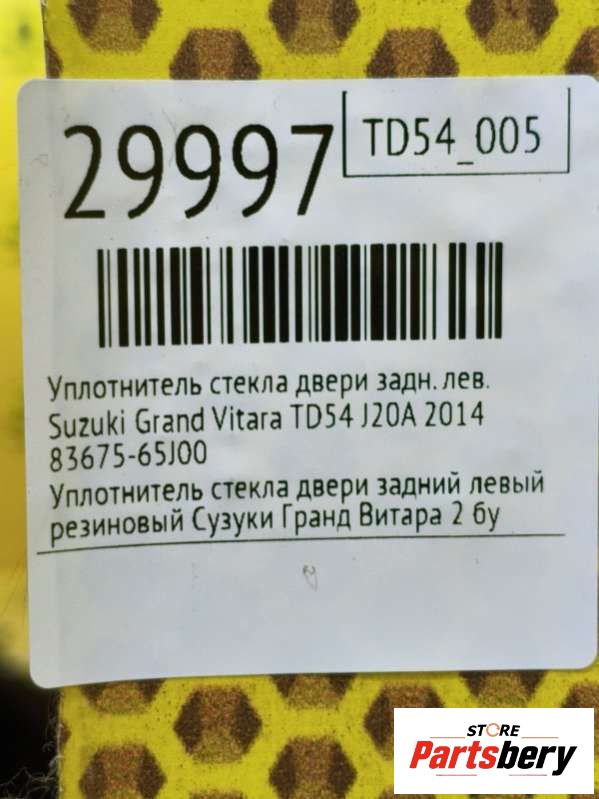 29997
TD54_005
Уплотнитель стекла двери задн. лев.
Suzuki Grand Vitara TD54 J20A 2014
83675-65J00
Уплотнитель стекла двери задний левый
резиновый Сузуки Гранд Витара 2 бу
STORE
Partsbery